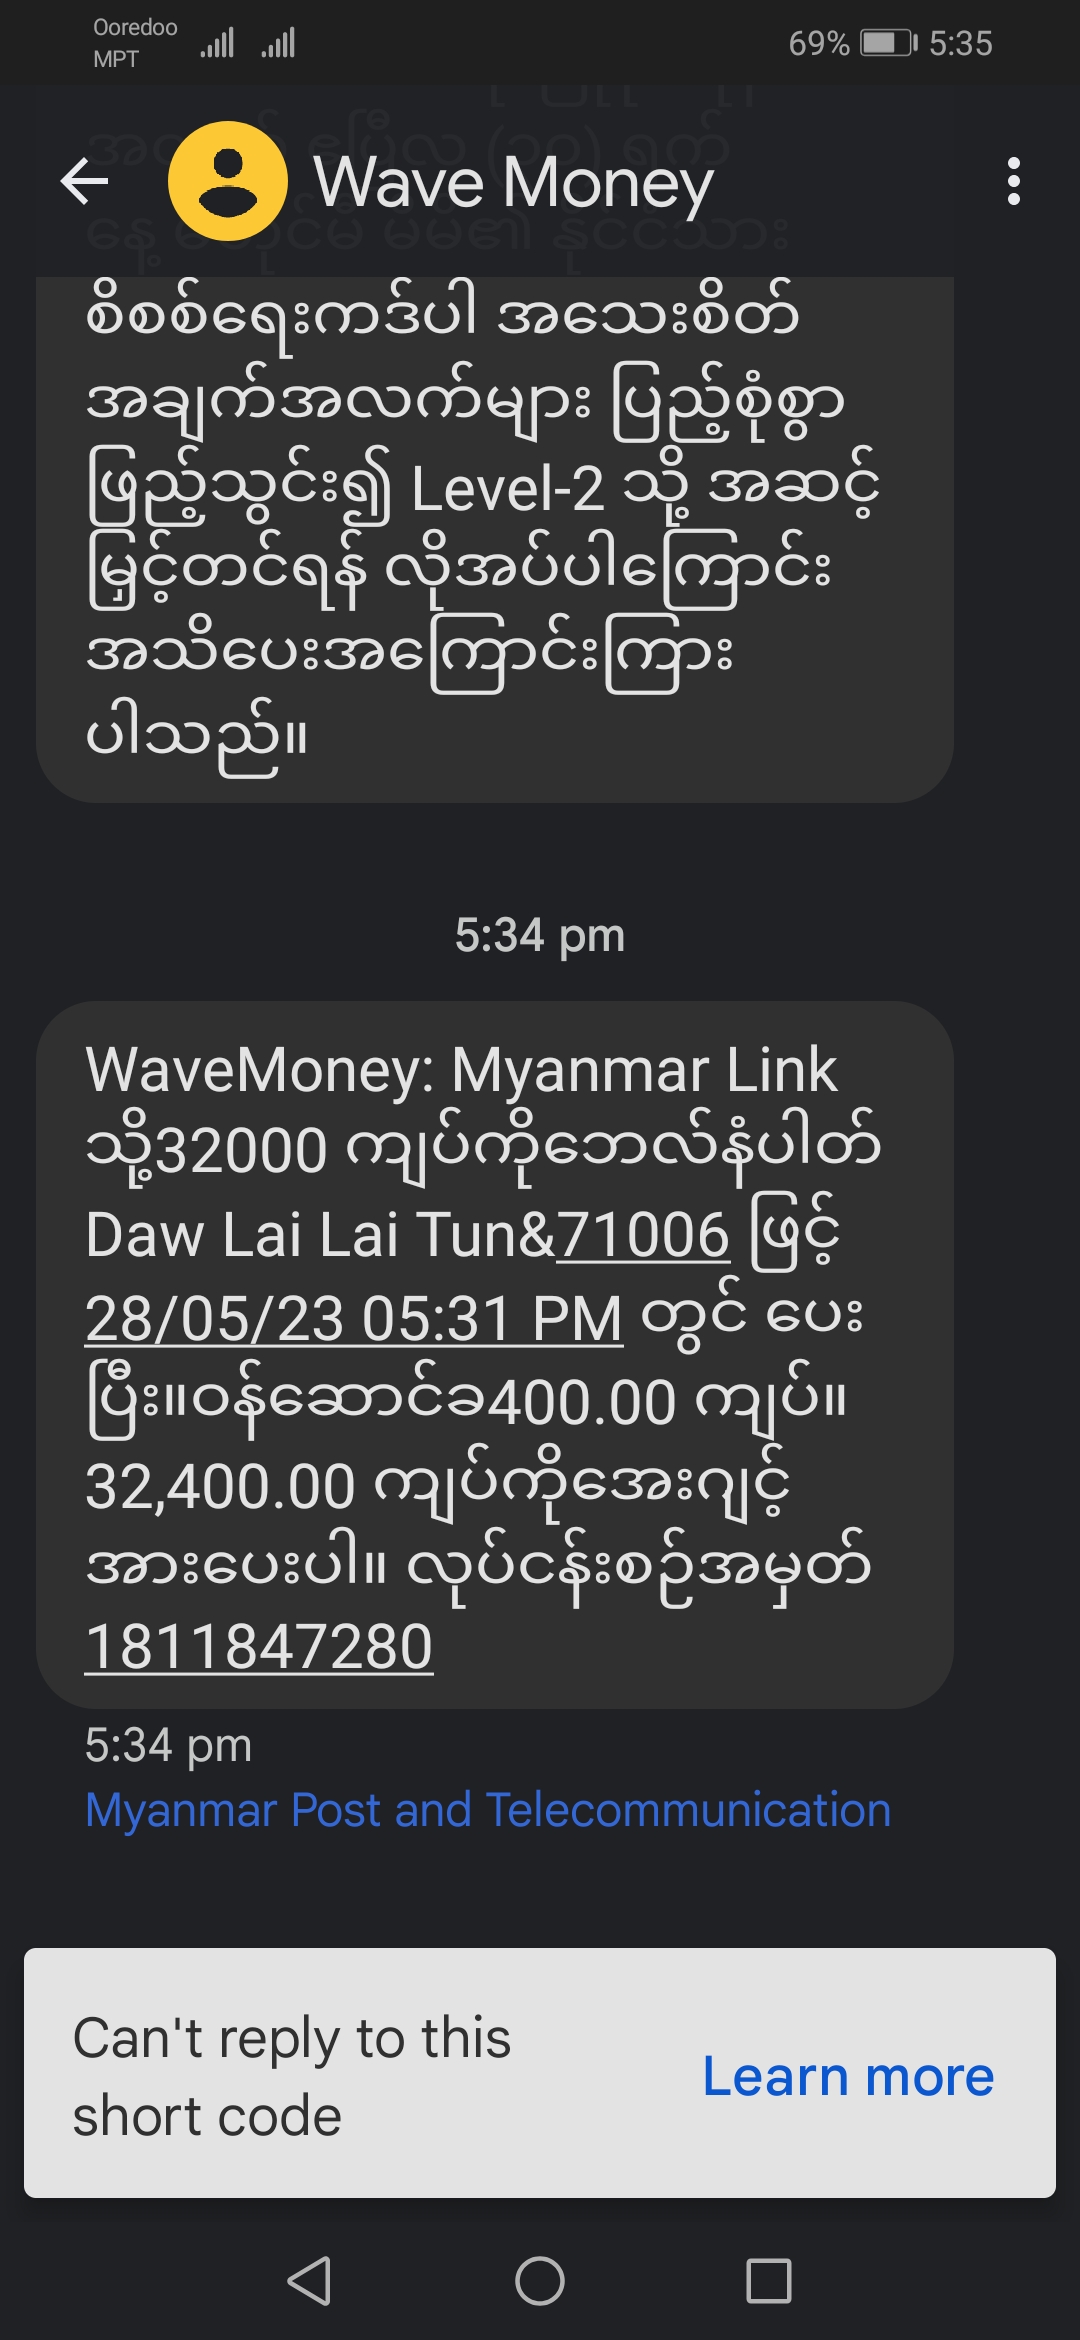 Ooredoo
MPT
69%
5:35
Wave Money
စိစစ်ရေးကဒ်ပါ အသေးစိတ်
အချက်အလက်များ ပြည့်စုံစွာ
ဖြည့်သွင်း၍ Level-2 သို့ အဆင့်
မြှင့်တင်ရန် လိုအပ်ပါကြောင်း
အသိပေးအကြောင်းကြား
ပါသည်။
5:34 pm
WaveMoney: Myanmar Link
သို့32000 ကျပ်ကိုဘေလ်နံပါတ်
Daw Lai Lai Tun&71006 ဖြင့်
28/05/23 05:31 PM တွင် ပေး
ပြီး။ဝန်ဆောင်ခ400.00 ကျပ်။
32,400.00 ကျပ်ကိုအေးဂျင့်
အားပေးပါ။ လုပ်ငန်းစဉ်အမှတ်
1811847280
5:34 pm
Myanmar Post and Telecommunication
Can't reply to this
short code
Learn more